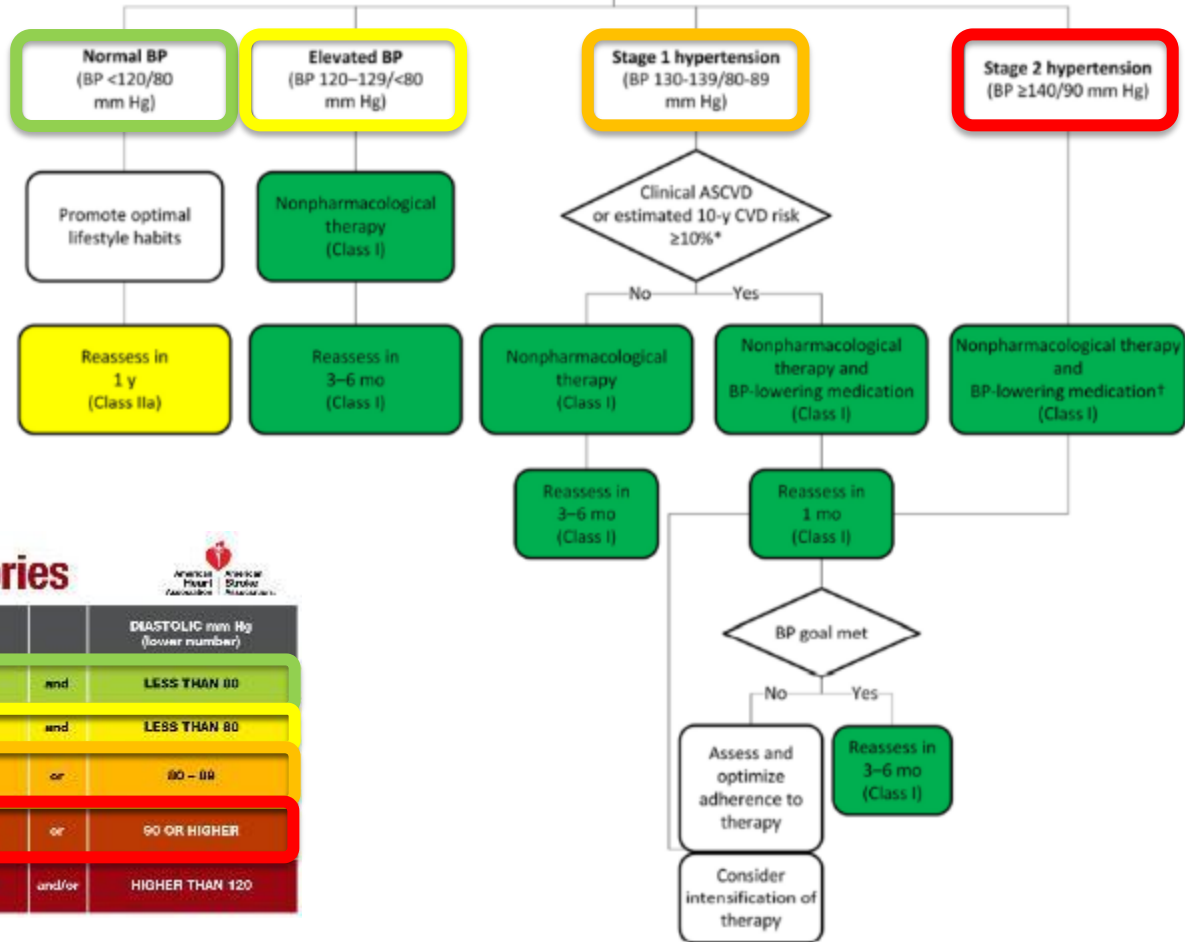 Normal BP
(BP <120/80
mm Hg)
Elevated BP
(BP 120–129/<80
mm Hg)
Stage 1 hypertension
(BP 130-139/80-89
mm Hg)
Stage 2 hypertension
(BP ≥140/90 mm Hg)
Promote optimal
lifestyle habits
Nonpharmacological
therapy
(Class I)
Clinical ASCVD
or estimated 10-y CVD risk
≥10%*
No
Yes
Reassess in
1 y
(Class IIa)
Reassess in
3–6 mo
(Class I)
Nonpharmacological
therapy
(Class I)
Nonpharmacological
therapy and
BP-lowering medication
(Class I)
Nonpharmacological therapy
and
BP-lowering medication†
(Class I)
Reassess in
3–6 mo
(Class I)
Reassess in
1 mo
(Class I)
BP goal met
No
Yes
Assess and
optimize
adherence to
therapy
Reassess in
3–6 mo
(Class I)
Consider
intensification of
therapy
ries
American
Heart
Association
American
Stroke
Association
DIASTOLIC mm Hg
(lower number)
and
LESS THAN 80
and
LESS THAN 80
or
80 – 89
or
90 OR HIGHER
and/or
HIGHER THAN 120